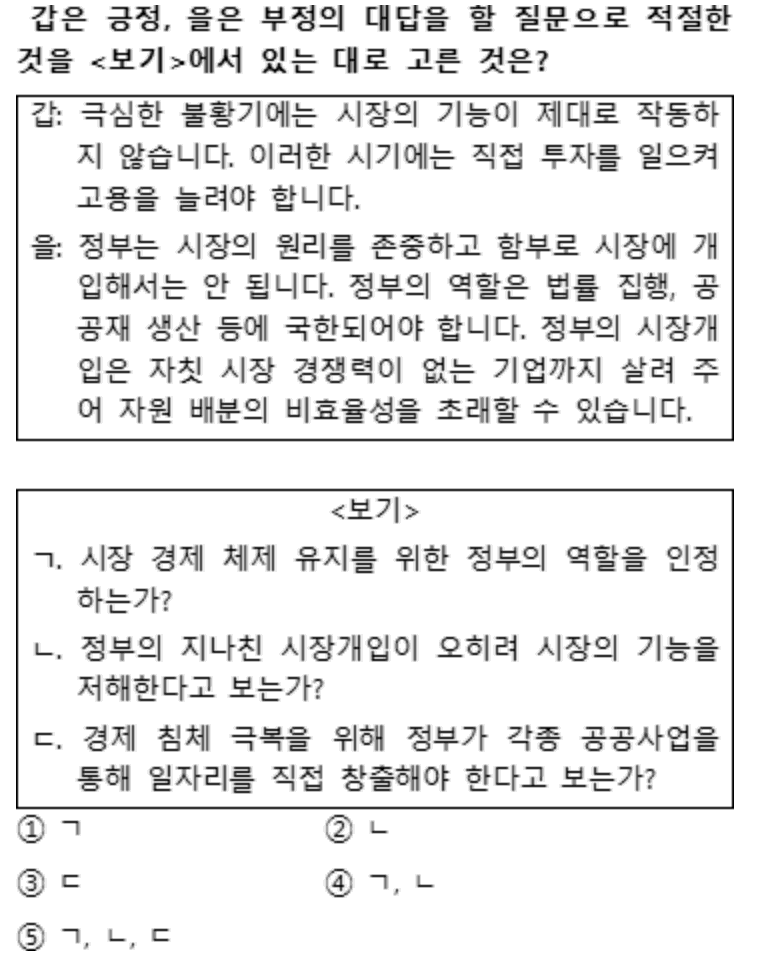 갑은 긍정, 을은 부정의 대답을 할 질문으로 적절한
것을 <보기>에서 있는 대로 고른 것은?
갑: 극심한 불황기에는 시장의 기능이 제대로 작동하
지 않습니다. 이러한 시기에는 직접 투자를 일으켜
고용을 늘려야 합니다.
을: 정부는 시장의 원리를 존중하고 함부로 시장에 개
입해서는 안 됩니다. 정부의 역할은 법률 집행, 공
공재 생산 등에 국한되어야 합니다. 정부의 시장개
입은 자칫 시장 경쟁력이 없는 기업까지 살려 주
어 자원 배분의 비효율성을 초래할 수 있습니다.
<보기>
ㄱ. 시장 경제 체제 유지를 위한 정부의 역할을 인정
하는가?
ㄴ. 정부의 지나친 시장개입이 오히려 시장의 기능을
저해한다고 보는가?
ㄷ. 경제 침체 극복을 위해 정부가 각종 공공사업을
통해 일자리를 직접 창출해야 한다고 보는가?
① ㄱ ② ㄴ
③ ㄷ ④ ㄱ, ㄴ
⑤ ㄱ, ㄴ, ㄷ